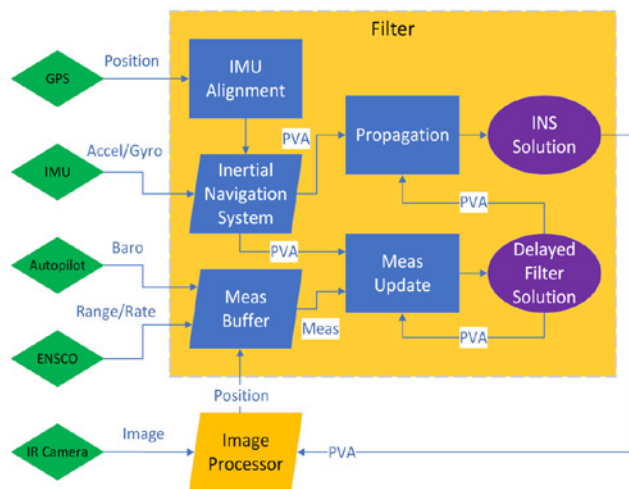 Filter
Position
GPS
IMU
Alignment
PVA
Propagation
INS
Solution
Accel/Gyro
IMU
Inertial
Navigation
System
PVA
PVA
Baro
Autopilot
Delayed
Filter
Solution
Meas
Update
Meas
Buffer
Range/Rate
Meas
PVA
ENSCO
Position
Image
IR Camera
Image
Processor
PVA